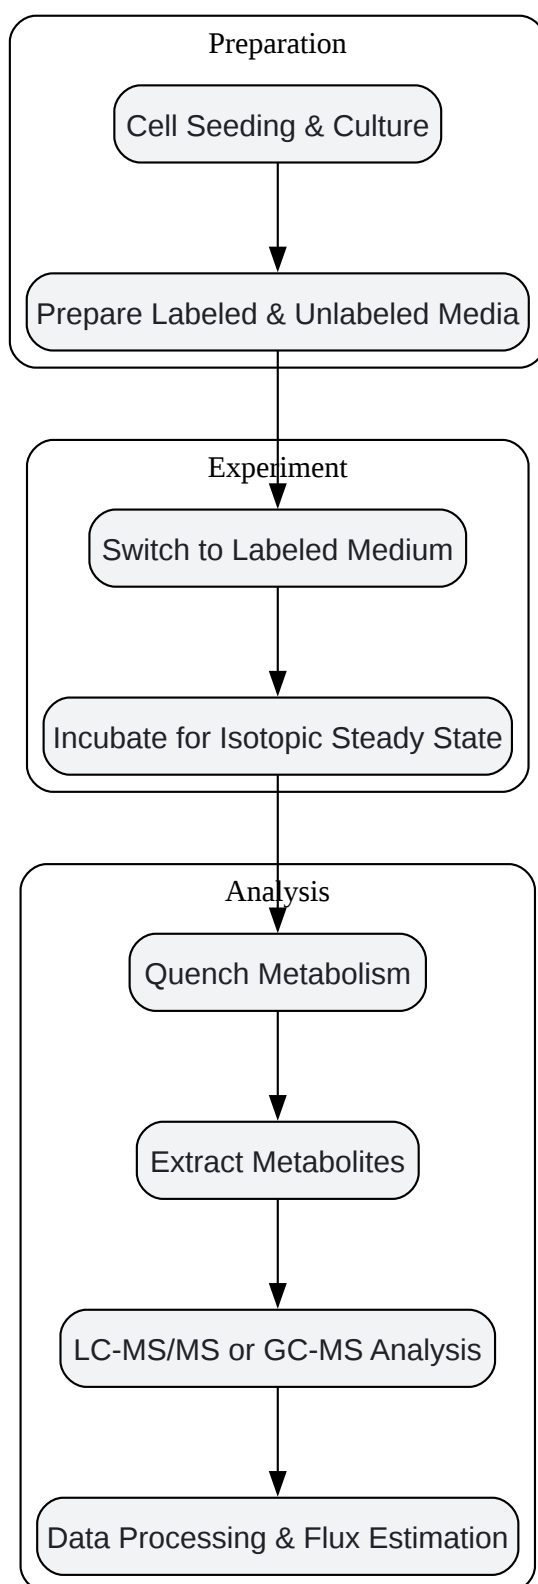 Preparation
Cell Seeding & Culture
Prepare Labeled & Unlabeled Media
Experiment
Switch to Labeled Medium
Incubate for Isotopic Steady State
Analysis
Quench Metabolism
Extract Metabolites
LC-MS/MS or GC-MS Analysis
Data Processing & Flux Estimation